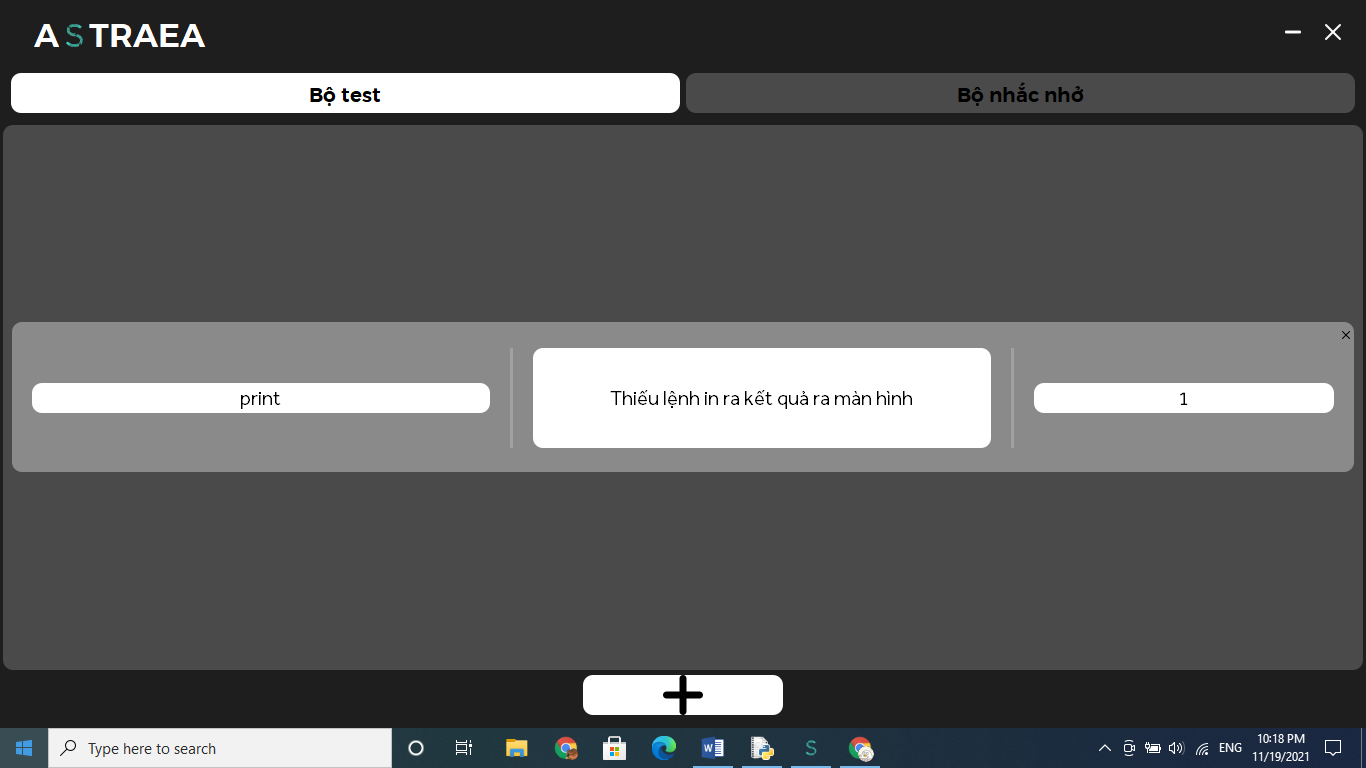 ASTRAEA
Bộ test
Bộ nhắc nhở
print
Thiếu lệnh in ra kết quả ra màn hình
1
Type here to search
ENG
10:18 PM
11/19/2021